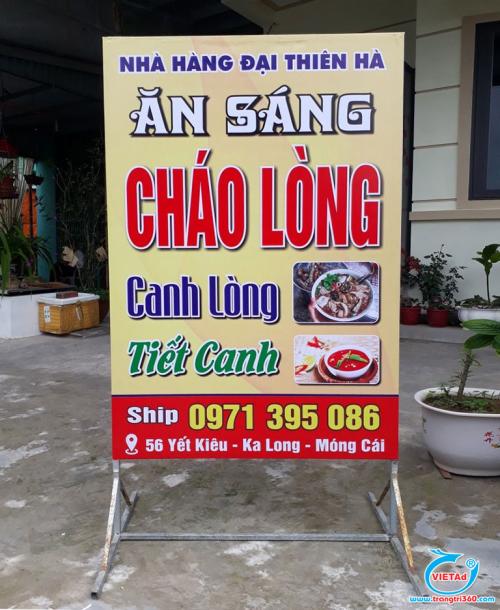 NHÀ HÀNG ĐẠI THIÊN HÀ
ĂN SÁNG
CHÁO LÒNG
Canh Lòng
Tiết Canh
Ship 0971 395 086
56 Yết Kiêu - Ka Long - Móng Cái
VIETAd
www.trangtri360.com